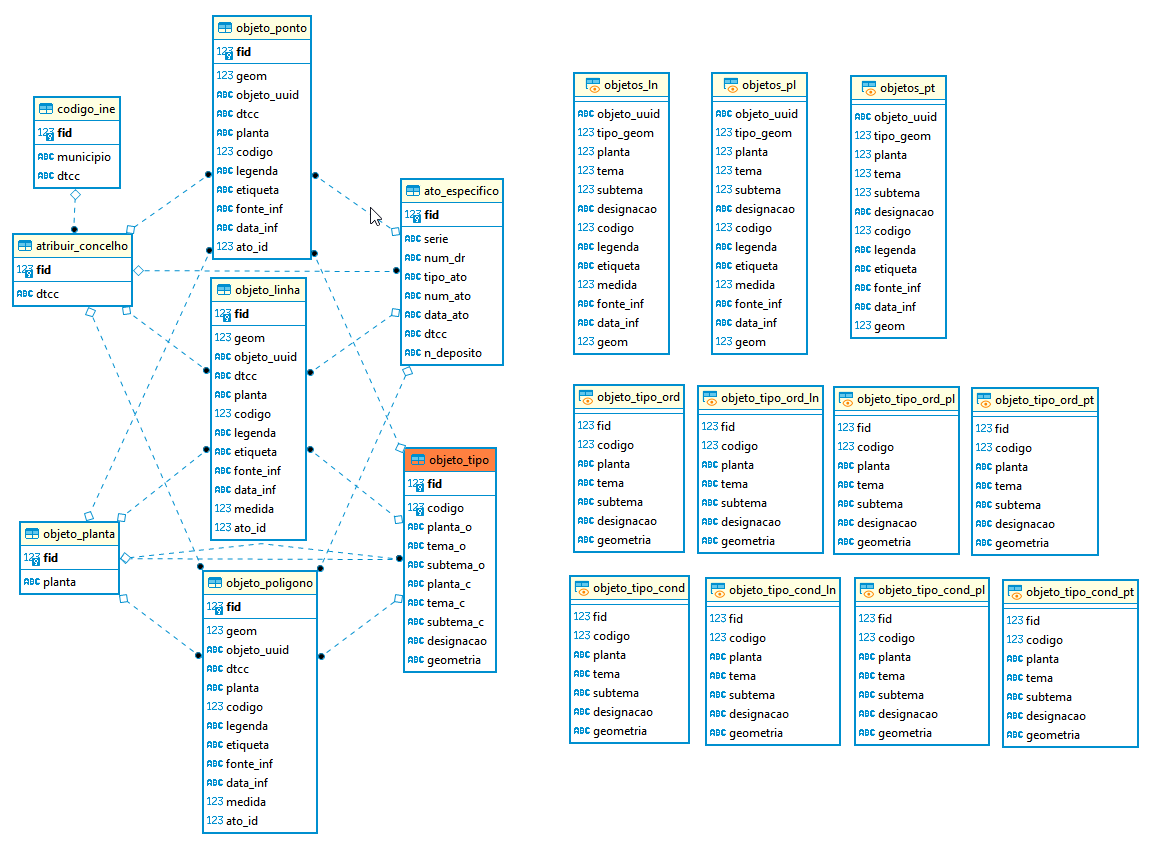 objeto_ponto
123 fid
123 geom
ABC objeto_uuid
ABC dtcc
ABC planta
123 codigo
ABC legenda
ABC etiqueta
ABC fonte_inf
ABC data_inf
123 ato_id
codigo_ine
123 fid
ABC municipio
ABC dtcc
atribuir_concelho
123 fid
ABC dtcc
ato_especifico
123 fid
ABC serie
ABC num_dr
ABC tipo_ato
ABC num_ato
ABC data_ato
ABC dtcc
ABC n_deposito
objeto_linha
123 fid
123 geom
ABC objeto_uuid
ABC dtcc
ABC planta
123 codigo
ABC legenda
ABC etiqueta
ABC fonte_inf
ABC data_inf
123 medida
123 ato_id
objeto_tipo
123 fid
123 codigo
ABC planta_o
ABC tema_o
ABC subtema_o
ABC planta_c
ABC tema_c
ABC subtema_c
ABC designacao
ABC geometria
objeto_planta
123 fid
ABC planta
objeto_poligono
123 fid
123 geom
ABC objeto_uuid
ABC dtcc
ABC planta
123 codigo
ABC legenda
ABC etiqueta
ABC fonte_inf
ABC data_inf
123 medida
123 ato_id
objetos_ln
ABC objeto_uuid
123 tipo_geom
123 planta
123 tema
123 subtema
ABC designacao
123 codigo
ABC legenda
ABC etiqueta
123 medida
ABC fonte_inf
ABC data_inf
123 geom
objetos_pl
ABC objeto_uuid
123 tipo_geom
123 planta
123 tema
123 subtema
ABC designacao
123 codigo
ABC legenda
ABC etiqueta
123 medida
ABC fonte_inf
ABC data_inf
123 geom
objetos_pt
ABC objeto_uuid
123 tipo_geom
123 planta
123 tema
123 subtema
ABC designacao
123 codigo
ABC legenda
ABC etiqueta
ABC fonte_inf
ABC data_inf
123 geom
objeto_tipo_ord
123 fid
123 codigo
ABC planta
ABC tema
ABC subtema
ABC designacao
ABC geometria
objeto_tipo_ord_ln
123 fid
123 codigo
ABC planta
ABC tema
ABC subtema
ABC designacao
ABC geometria
objeto_tipo_ord_pl
123 fid
123 codigo
ABC planta
ABC tema
ABC subtema
ABC designacao
ABC geometria
objeto_tipo_ord_pt
123 fid
123 codigo
ABC planta
ABC tema
ABC subtema
ABC designacao
ABC geometria
objeto_tipo_cond
123 fid
123 codigo
ABC planta
ABC tema
ABC subtema
ABC designacao
ABC geometria
objeto_tipo_cond_ln
123 fid
123 codigo
ABC planta
ABC tema
ABC subtema
ABC designacao
ABC geometria
objeto_tipo_cond_pl
123 fid
123 codigo
ABC planta
ABC tema
ABC subtema
ABC designacao
ABC geometria
objeto_tipo_cond_pt
123 fid
123 codigo
ABC planta
ABC tema
ABC subtema
ABC designacao
ABC geometria